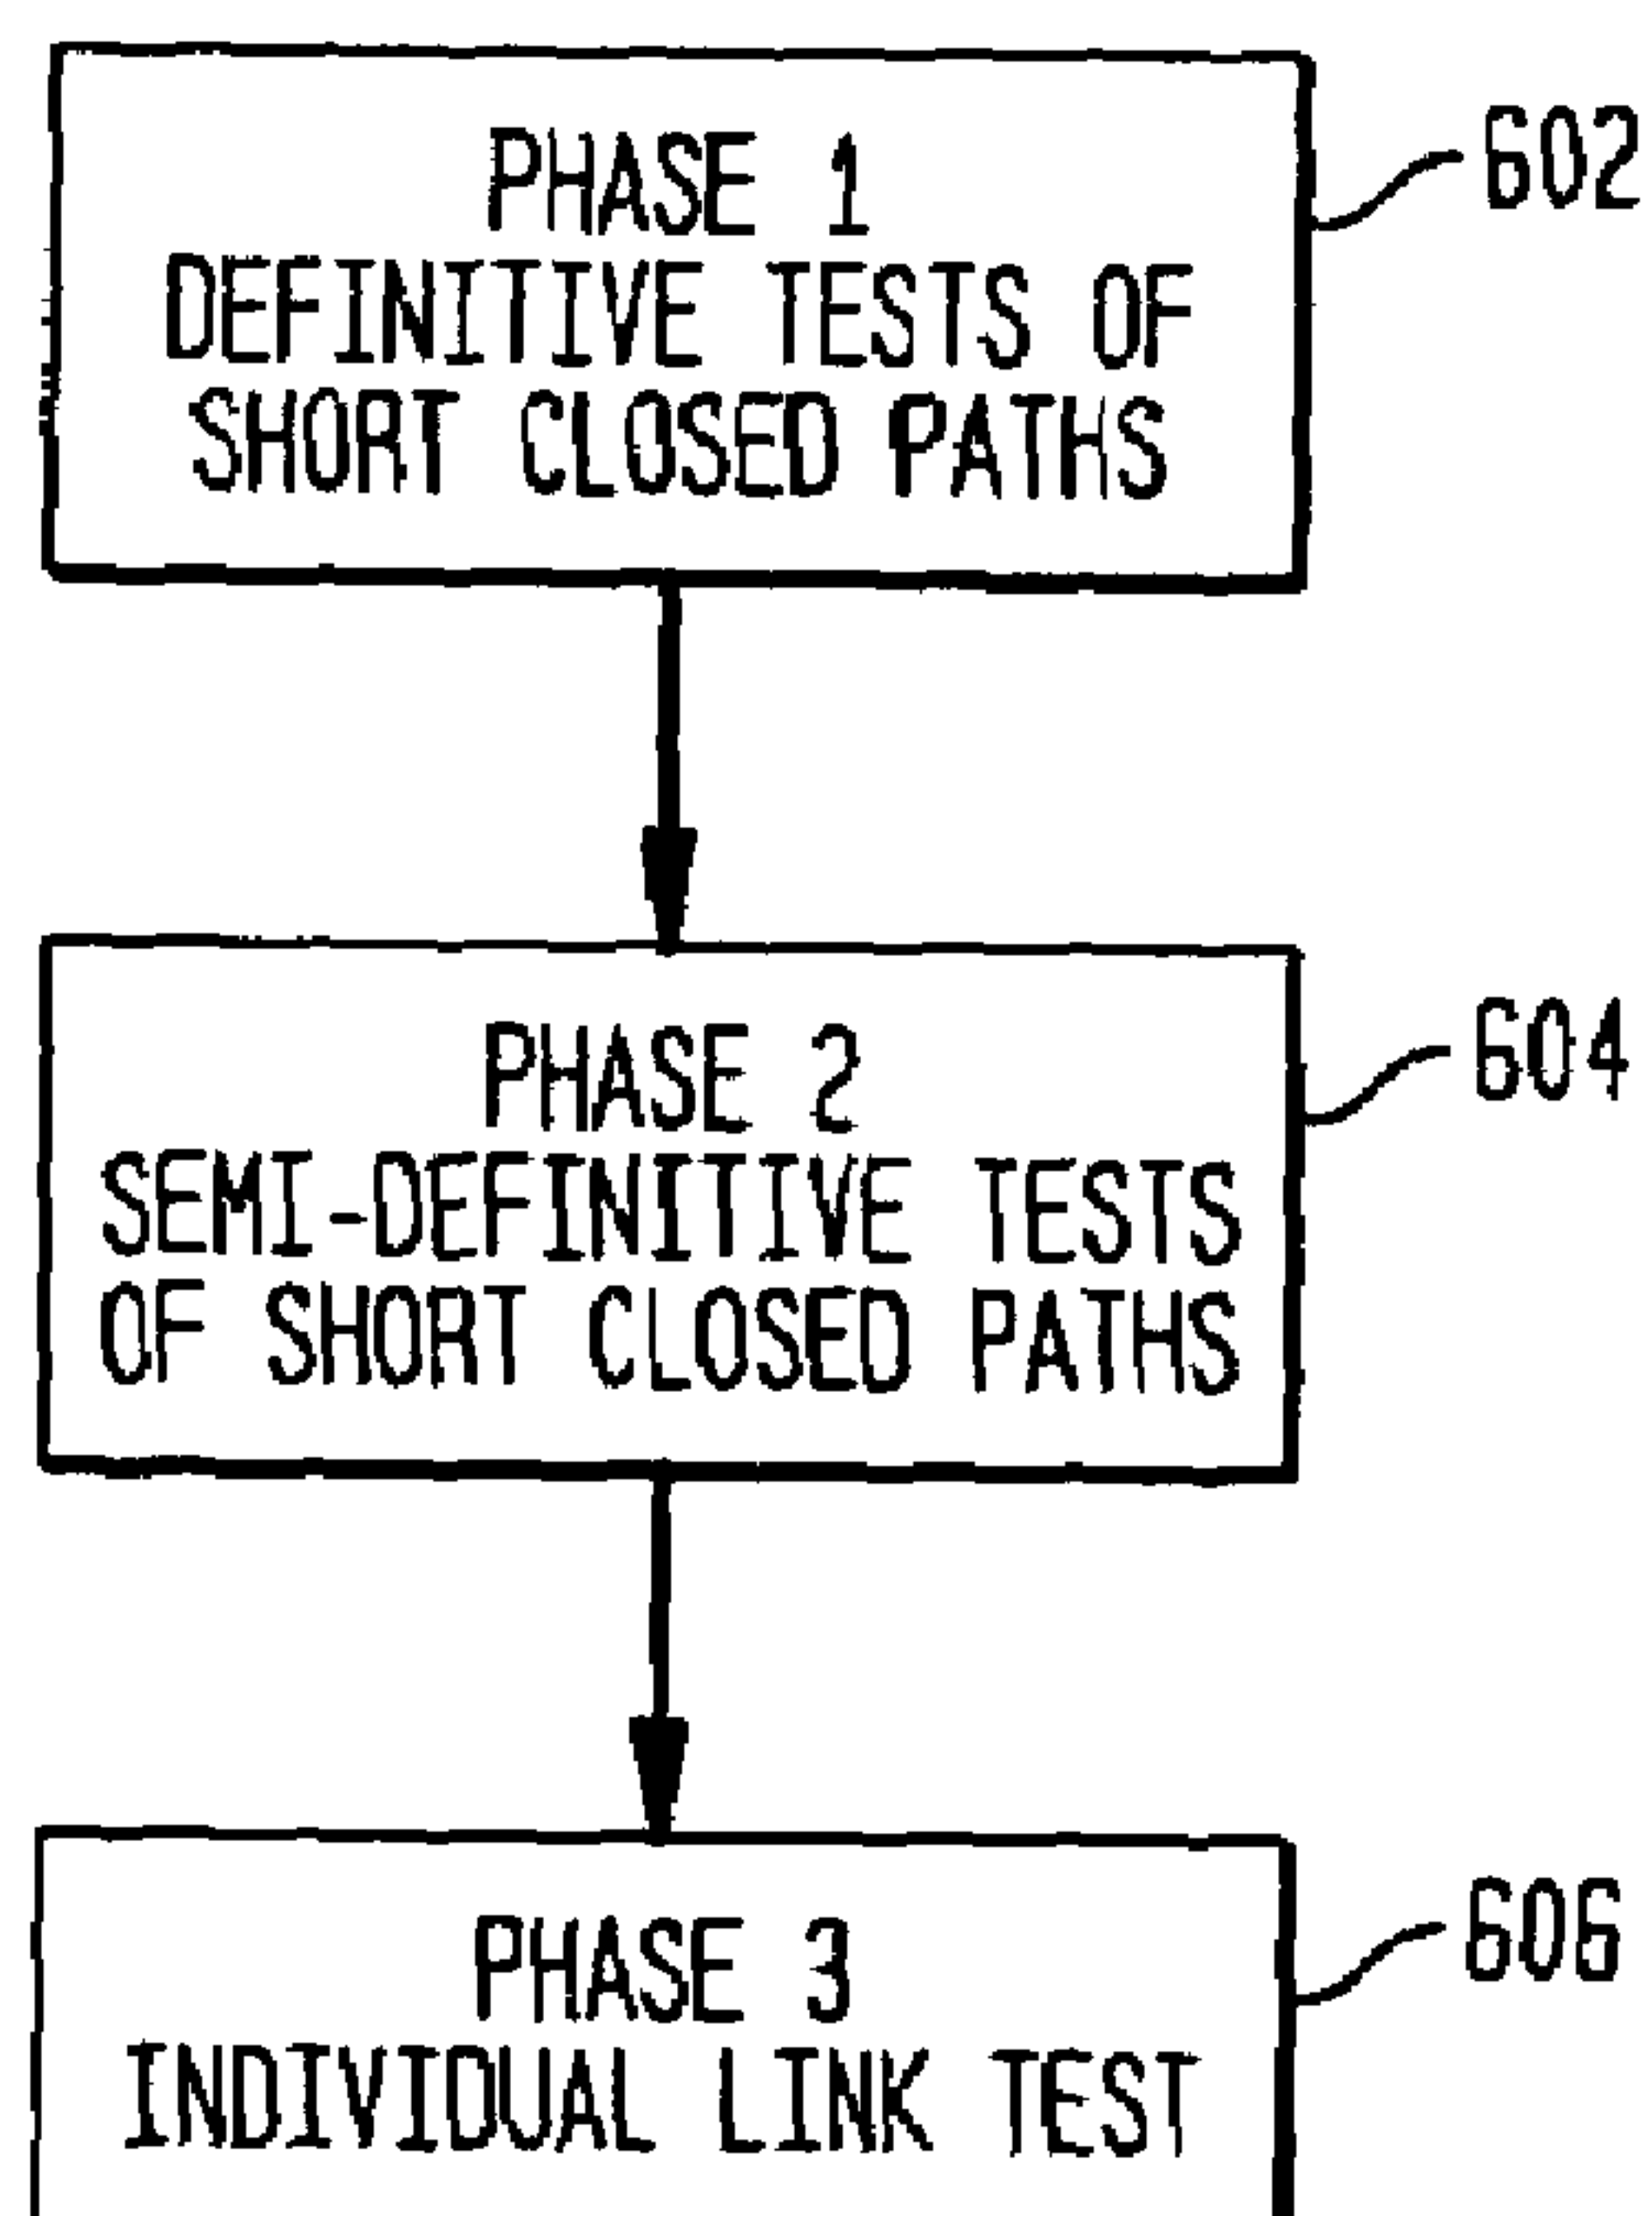 PHASE 1
DEFINITIVE TESTS OF
SHORT CLOSED PATHS
602
PHASE 2
SEMI-DEFINITIVE TESTS
OF SHORT CLOSED PATHS
604
PHASE 3
INDIVIDUAL LINK TEST
606